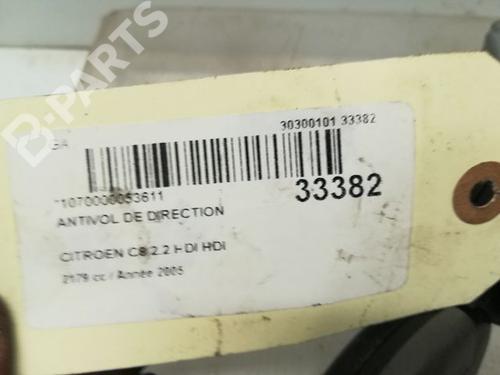 B-PARTS
30300101 33382
*1070000053611
33382
ANTIVOL DE DIRECTION
CITROEN C8 2.2 HDI HDI
2179 cc / Année 2005